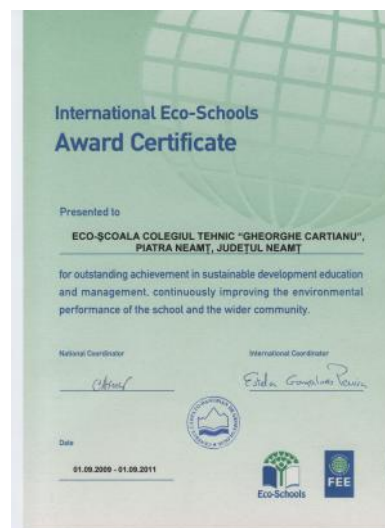 International Eco-Schools
Award Certificate
Presented to
ECO-ŞCOALA COLEGIUL TEHNIC "GHEORGHE CARTIANU",
PIATRA NEAMŢ, JUDEŢUL NEAMŢ
for outstanding achievement in sustainable development education
and management, continuously improving the environmental
performance of the school and the wider community.
National Coordinator
International Coordinator
Date
01.09.2009 - 01.09.2011
Eco-Schools
FEE